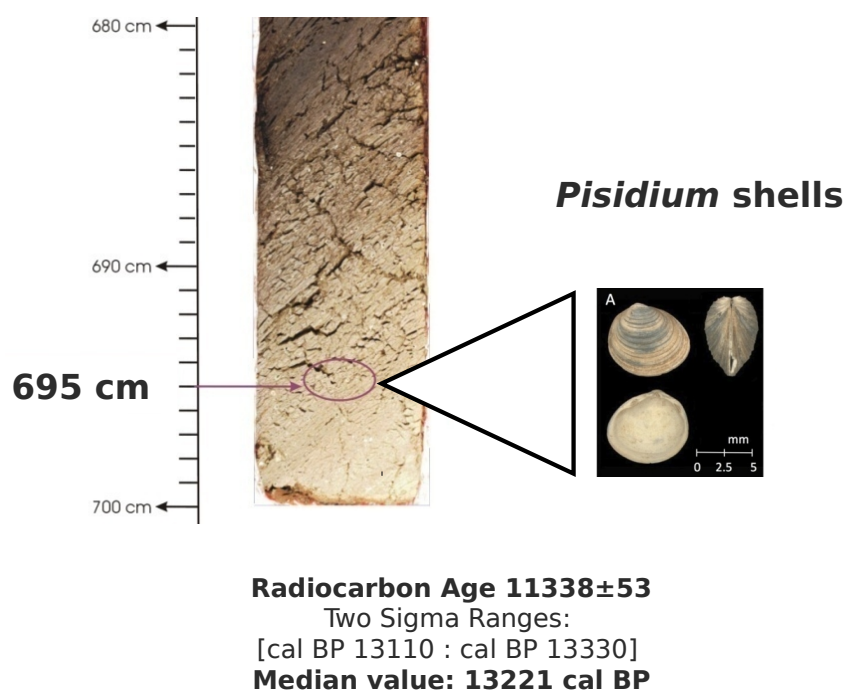 680 cm
Pisidium shells
690 cm
A
695 cm
mm
0 2.5 5
700 cm
Radiocarbon Age 11338±53
Two Sigma Ranges:
[cal BP 13110 : cal BP 13330]
Median value: 13221 cal BP